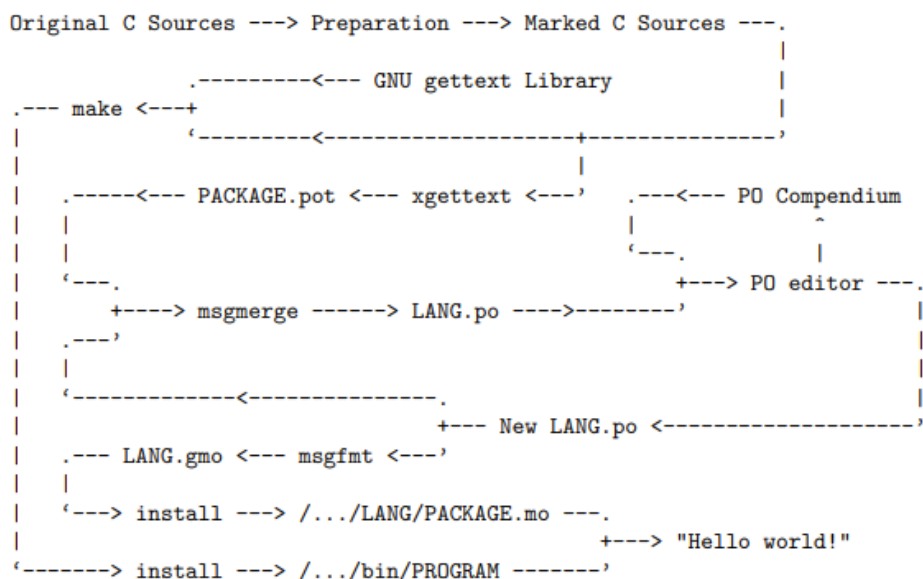 Original C Sources ---> Preparation ---> Marked C Sources ---.
                                                             |
              .---------<--- GNU gettext Library             |
.--- make <---+                                              |
|             ‘---------<--------------------+---------------’
|                                            |
|   .-----<--- PACKAGE.pot <--- xgettext <---’   .---<--- PO Compendium
|   |                                            |              ^
|   |                                            ‘---.          |
|   ‘---.                                            +---> PO editor ---.
|       +----> msgmerge ------> LANG.po ---->--------’                  |
|   .---’                                                               |
|   |                                                                   |
|   ‘-------------<---------------.                                     |
|                                 +--- New LANG.po <--------------------’
|   .--- LANG.gmo <--- msgfmt <---’
|   |
|   ‘---> install ---> /.../LANG/PACKAGE.mo ---.
|                                              +---> "Hello world!"
‘-------> install ---> /.../bin/PROGRAM -------’